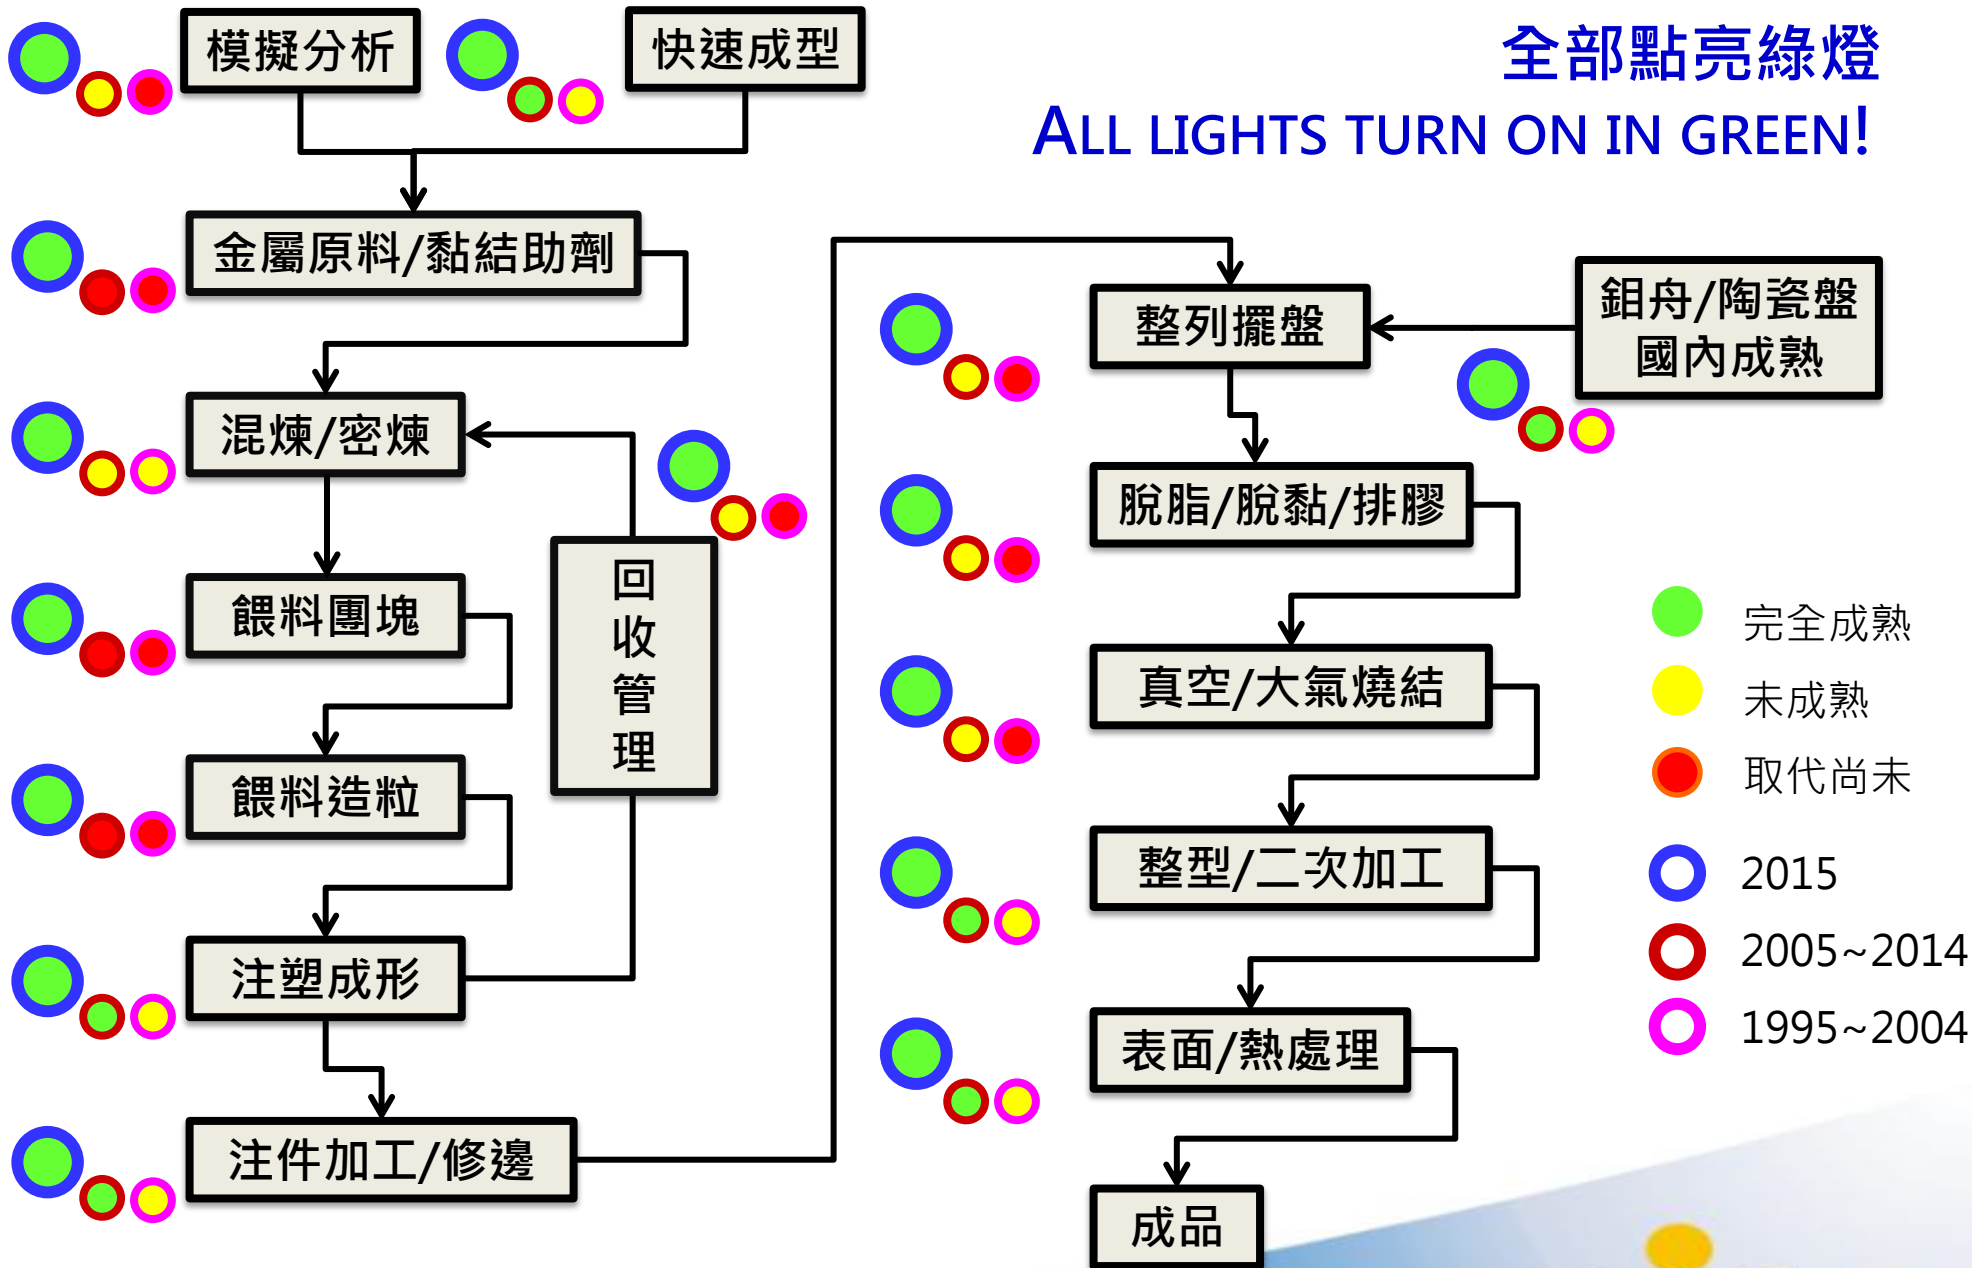 模擬分析
快速成型
全部點亮綠燈
ALL LIGHTS TURN ON IN GREEN!
金屬原料/黏結助劑
混煉/密煉
餵料團塊
餵料造粒
注塑成形
注件加工/修邊
回
收
管
理
整列擺盤
鉬舟/陶瓷盤
國內成熟
脫脂/脫黏/排膠
真空/大氣燒結
整型/二次加工
表面/熱處理
成品
完全成熟
未成熟
取代尚未
2015
2005~2014
1995~2004